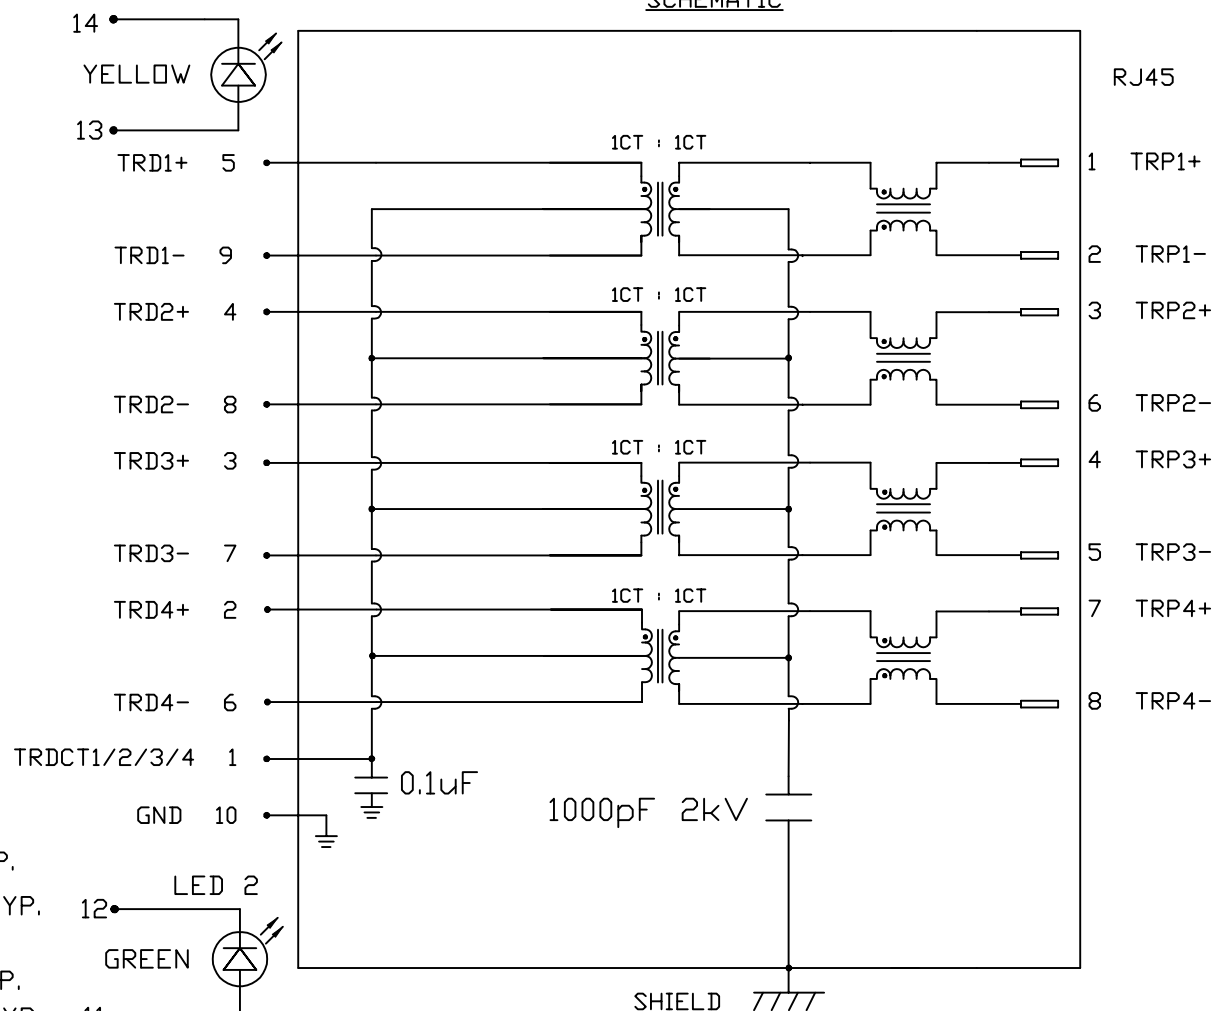 SCHEMATIC
14
YELLOW
RJ45
13
1CT : 1CT
TRD1+ 5
1 TRP1+
TRD1- 9
2 TRP1-
1CT : 1CT
TRD2+ 4
3 TRP2+
TRD2- 8
6 TRP2-
1CT : 1CT
TRD3+ 3
4 TRP3+
TRD3- 7
5 TRP3-
1CT : 1CT
TRD4+ 2
7 TRP4+
TRD4- 6
8 TRP4-
TRDCT1/2/3/4 1
0.1uF
1000pF 2kV
GND 10
P.
LED 2
YP. 12
GREEN
P.
SHIELD
YP. 11